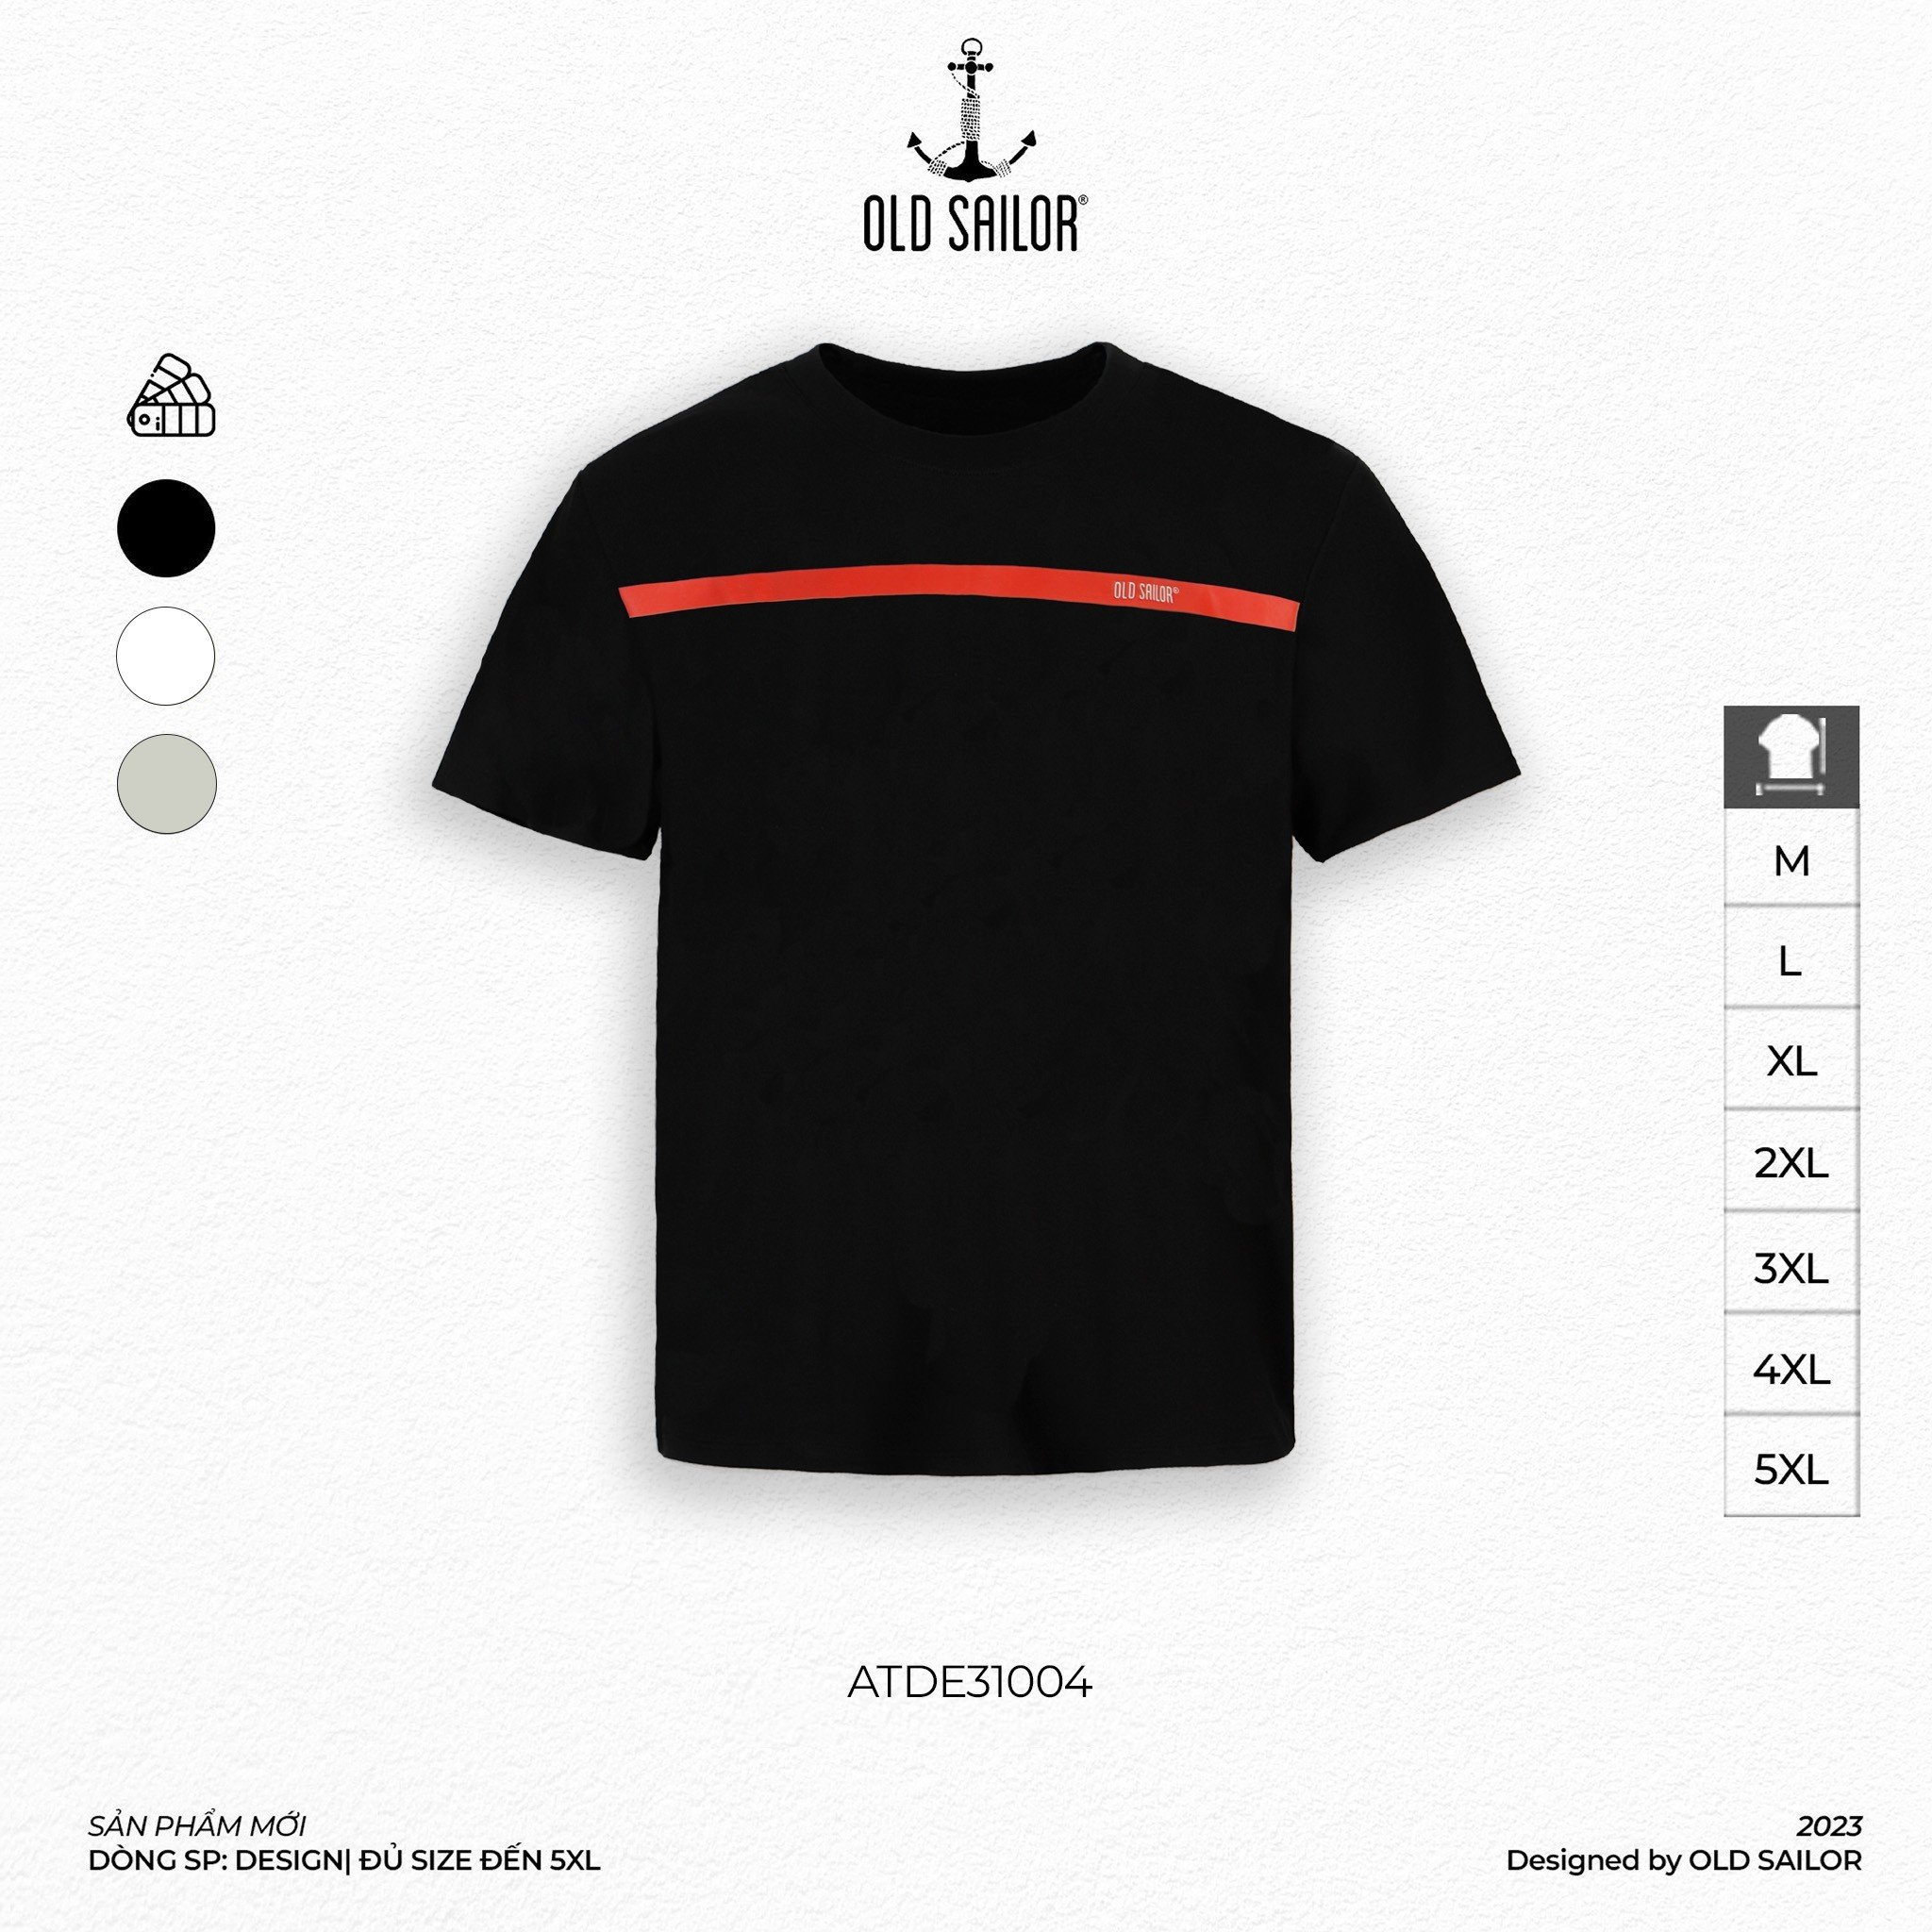 OLD SAILOR®
OLD SAILOR®
M
L
XL
2XL
3XL
4XL
5XL
ATDE31004
SẢN PHẨM MỚI
DÒNG SP: DESIGN| ĐỦ SIZE ĐẾN 5XL
2023
Designed by OLD SAILOR